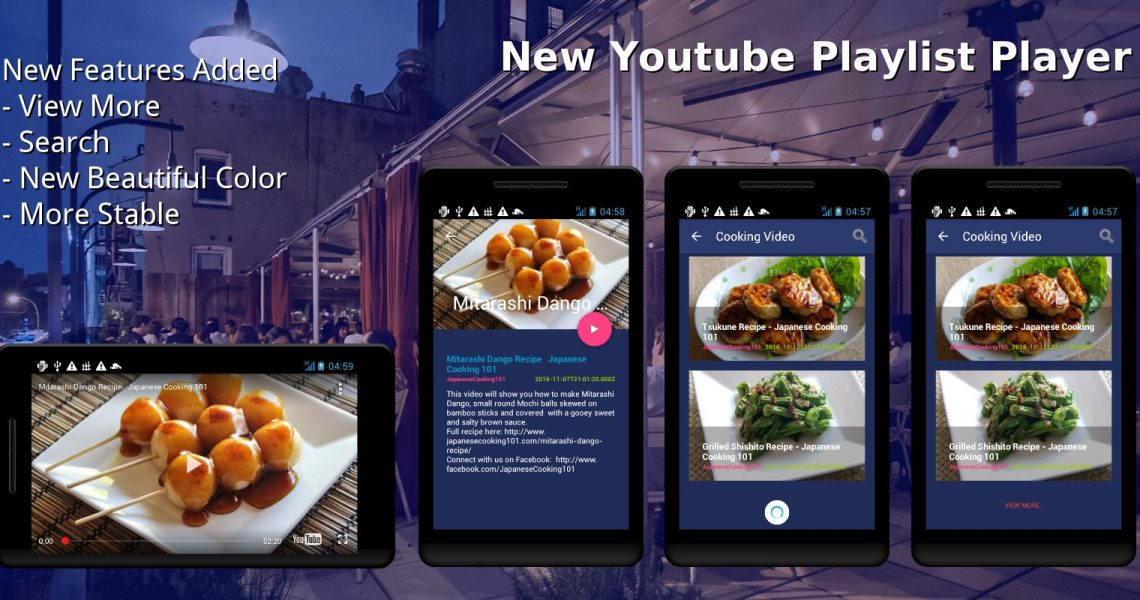 New Youtube Playlist Player
New Features Added
- View More
- Search
- New Beautiful Color
- More Stable
04:59
Mitarashi Dango Recipe Japanese Cooking 101
0:00
02:20
YouTube
H
04:58
Mitarashi Dango ...
Mitarashi Dango Recipe Japanese
Cooking 101
JapaneseCooking101
2016-11-07T21:01:20.000Z
This video will show you how to make Mitarashi
Dango, small round Mochi balls skewed on
bamboo sticks and covered with a gooey sweet
and salty brown sauce.
Full recipe here: http://www.
japanesecooking101.com/mitarashi-dango-
recipe/
Connect with us on Facebook: http://www.
facebook.com/JapaneseCooking101
H
04:57
Cooking Video
Tsukune Recipe - Japanese Cooking
101
JapaneseCooking101
Grilled Shishito Recipe - Japanese
Cooking 101
JapaneseCooking101
H
04:57
Cooking Video
Tsukune Recipe - Japanese Cooking
101
JapaneseCooking101
Grilled Shishito Recipe - Japanese
Cooking 101
JapaneseCooking101
VIEW MORE..